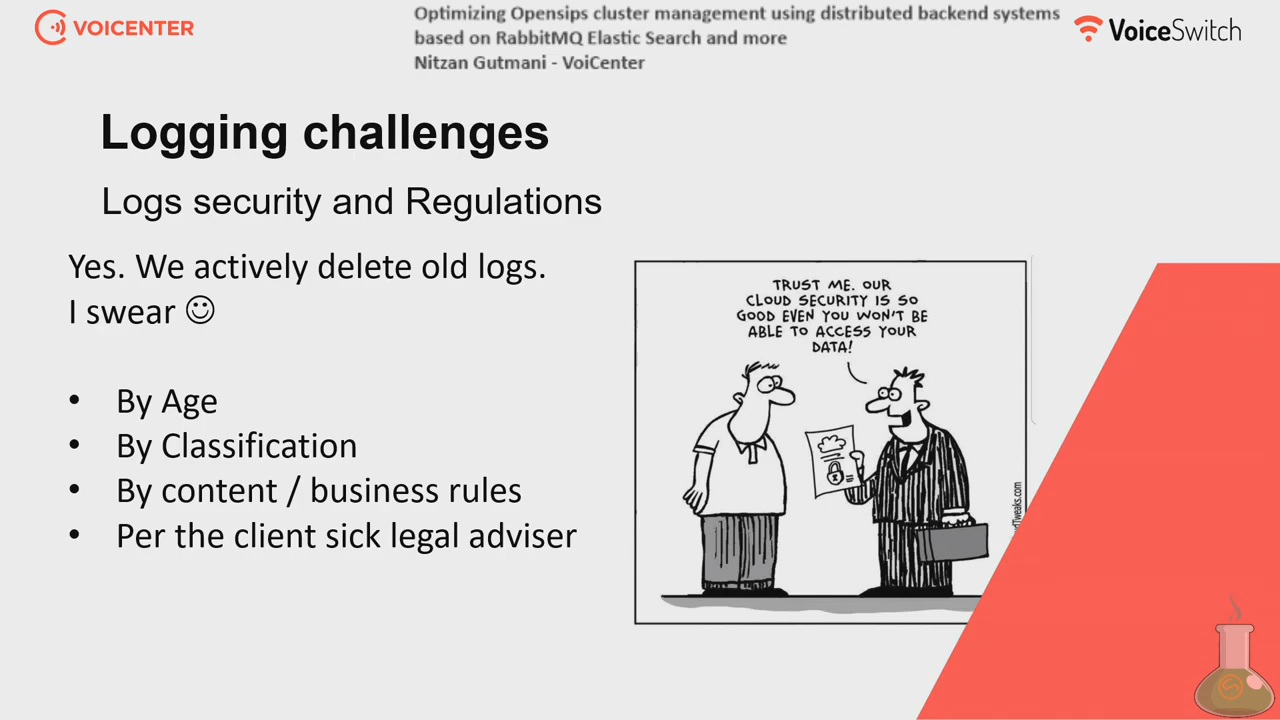 VOICENTER
Optimizing Opensips cluster management using distributed backend systems
based on RabbitMQ Elastic Search and more
Nitzan Gutmani - VoiCenter
VoiceSwitch
Logging challenges
Logs security and Regulations
Yes. We actively delete old logs.
I swear ☺
• By Age
• By Classification
• By content / business rules
• Per the client sick legal adviser
TRUST ME. OUR
CLOUD SECURITY IS SO
GOOD EVEN YOU WON'T BE
ABLE TO ACCESS YOUR
DATA!